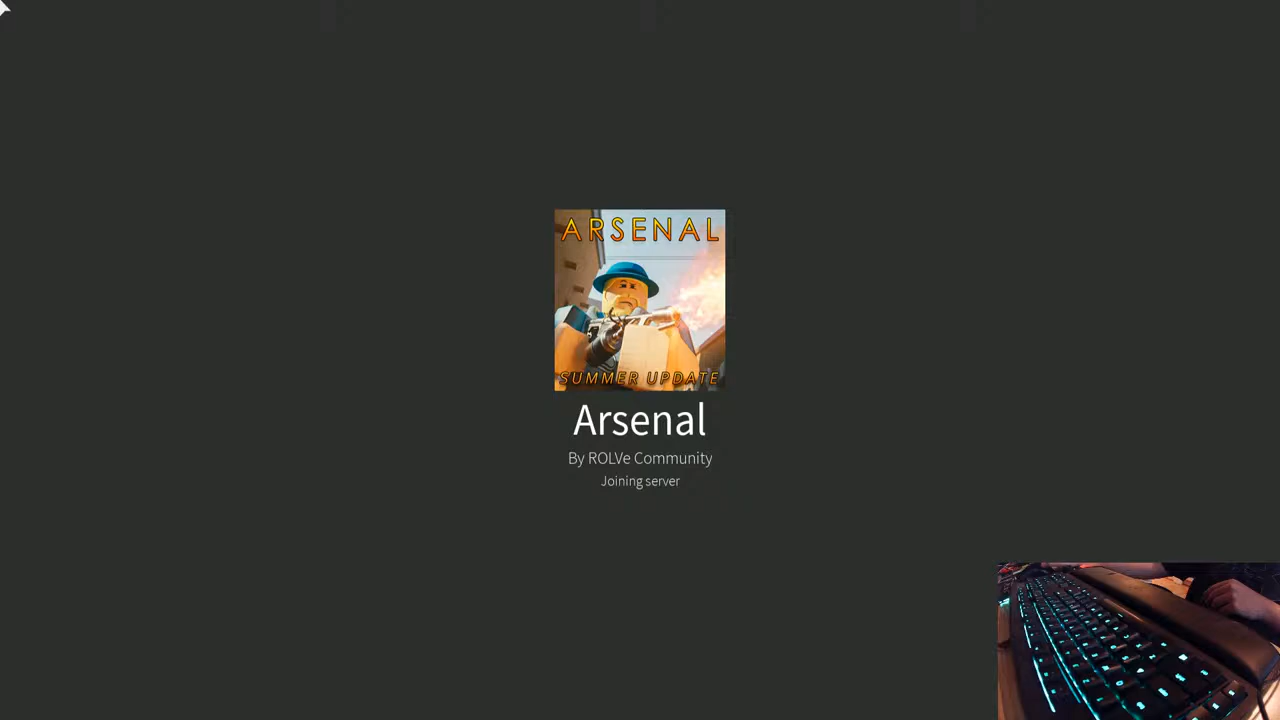 ARSENAL
SUMMER UPDATE
Arsenal
By ROLVe Community
Joining server